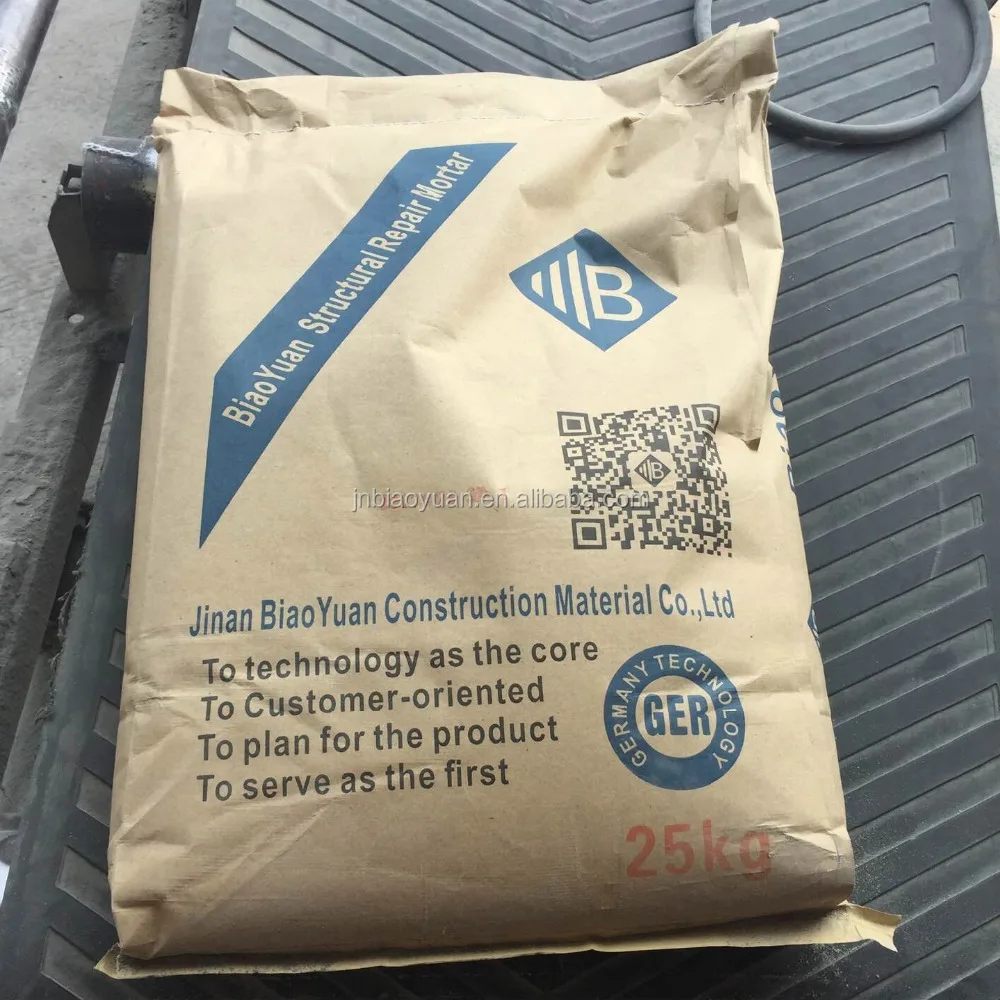 BiaoYuan Structural Repair Mortar
B
B
jnbiaoyuan.en.alibaba.com
Jinan BiaoYuan Construction Material Co.,Ltd
To technology as the core
To Customer-oriented
To plan for the product
To serve as the first
GERMANY TECHNOLOGY
GER
25kg